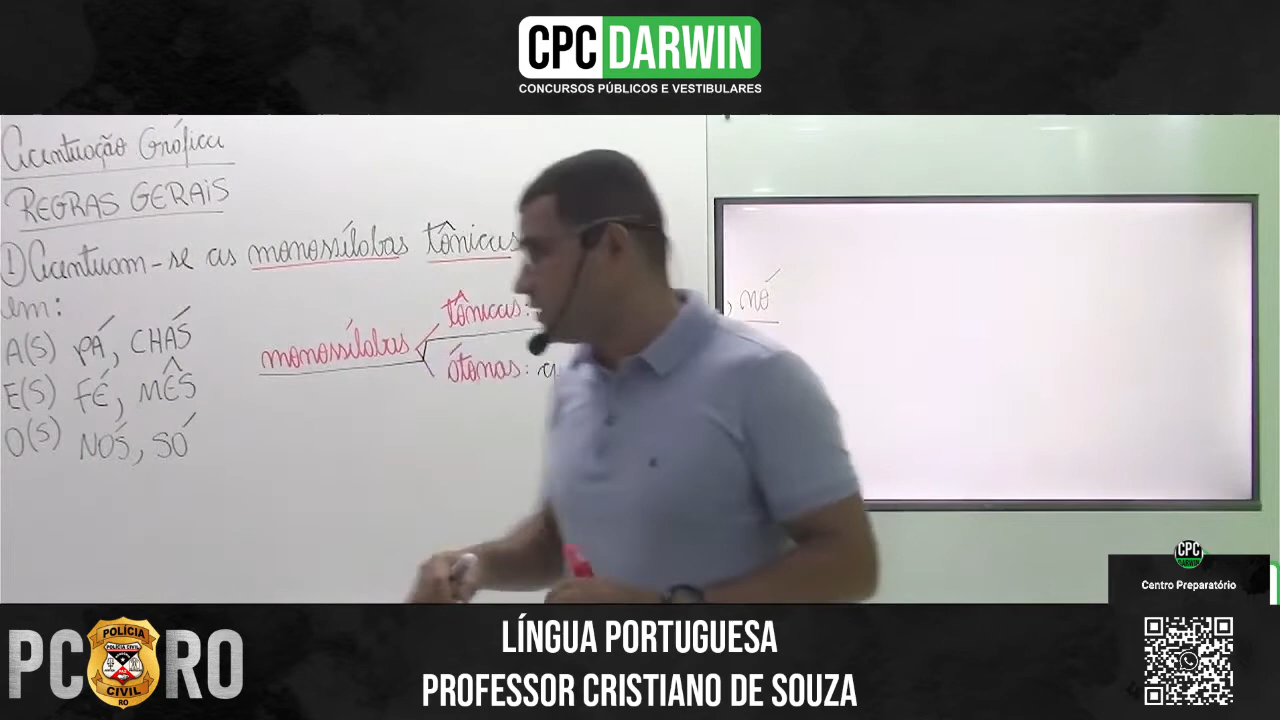 CPC DARWIN
CONCURSOS PÚBLICOS E VESTIBULARES
Acentuação Gráfica
REGRAS GERAIS
1) Acentuam-se as monossílabas tônicas
em:
A(S) PÁ, CHÁS
E(S) FÉ, MÊS
O(S) NÓS, SÓ
monossílabas
tônicas:
, nó
átonas:
CPC
DARWIN
Centro Preparatório
PC RO
POLÍCIA
CIVIL
RO
LÍNGUA PORTUGUESA
PROFESSOR CRISTIANO DE SOUZA